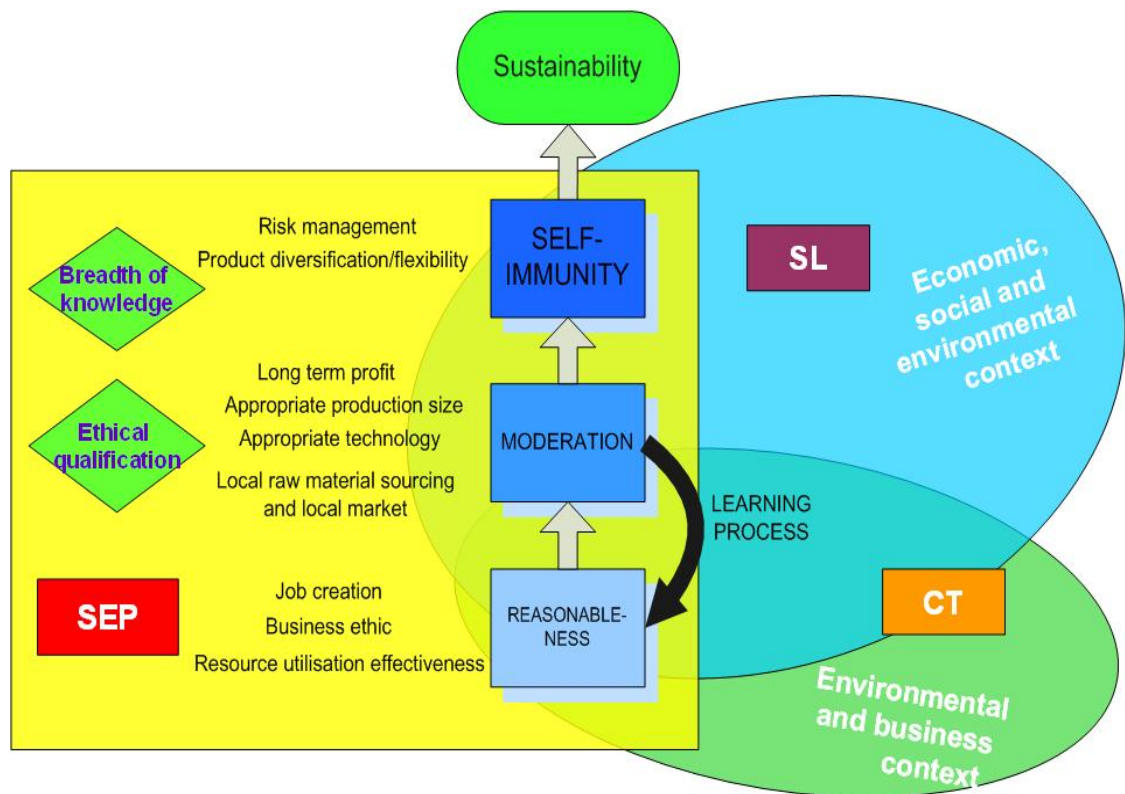 Sustainability
Risk management
Product diversification/flexibility
SELF-
IMMUNITY
Breadth of
knowledge
SL
Economic,
social and
environmental
context
Long term profit
Appropriate production size
Appropriate technology
Local raw material sourcing
and local market
Ethical
qualification
MODERATION
LEARNING
PROCESS
SEP
Job creation
Business ethic
Resource utilisation effectiveness
REASONABLE-
NESS
CT
Environmental
and business
context